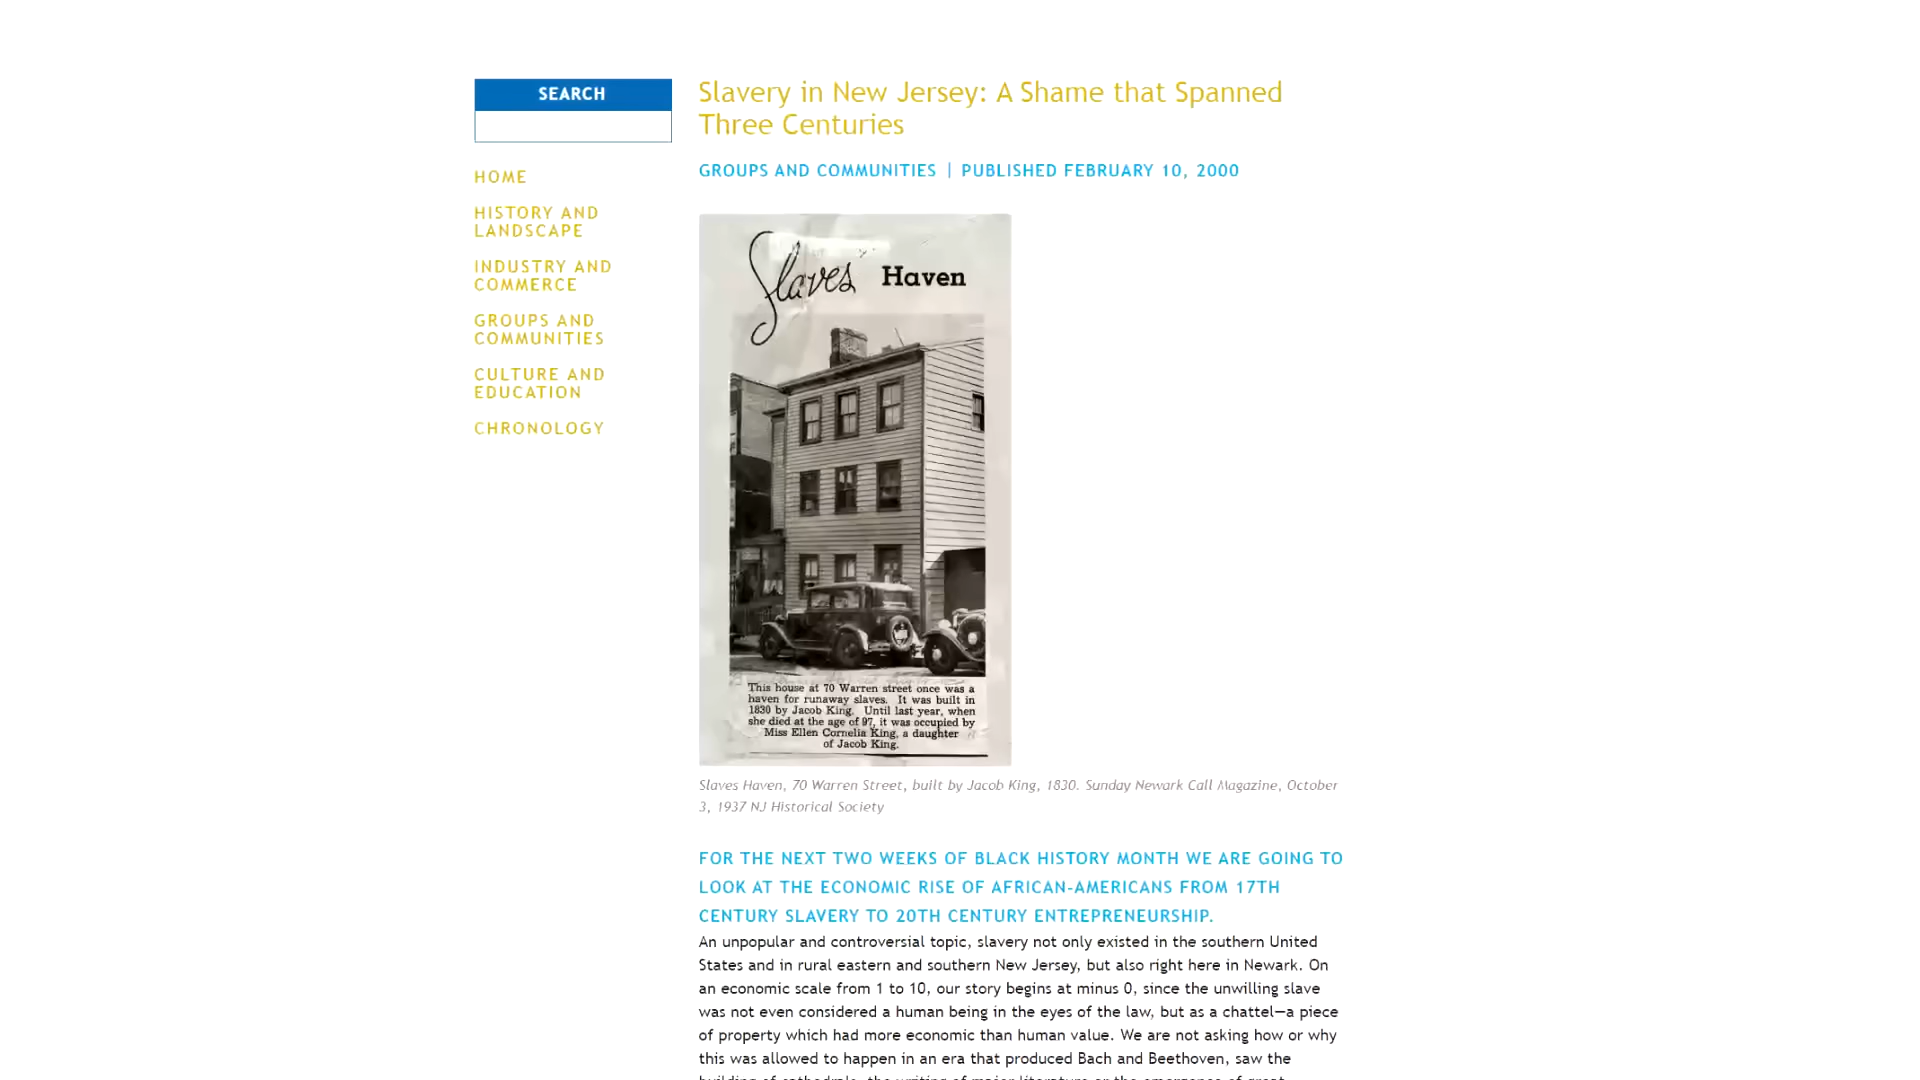 SEARCH
HOME
HISTORY AND
LANDSCAPE
INDUSTRY AND
COMMERCE
GROUPS AND
COMMUNITIES
CULTURE AND
EDUCATION
CHRONOLOGY
Slavery in New Jersey: A Shame that Spanned
Three Centuries
GROUPS AND COMMUNITIES | PUBLISHED FEBRUARY 10, 2000
Slaves' Haven
This house at 70 Warren street once was a
haven for runaway slaves. It was built in
1830 by Jacob King. Until last year, when
she died at the age of 97, it was occupied by
Miss Ellen Cornelia King, a daughter
of Jacob King.
Slaves Haven, 70 Warren Street, built by Jacob King, 1830. Sunday Newark Call Magazine, October
3, 1937 NJ Historical Society
FOR THE NEXT TWO WEEKS OF BLACK HISTORY MONTH WE ARE GOING TO
LOOK AT THE ECONOMIC RISE OF AFRICAN-AMERICANS FROM 17TH
CENTURY SLAVERY TO 20TH CENTURY ENTREPRENEURSHIP.
An unpopular and controversial topic, slavery not only existed in the southern United
States and in rural eastern and southern New Jersey, but also right here in Newark. On
an economic scale from 1 to 10, our story begins at minus 0, since the unwilling slave
was not even considered a human being in the eyes of the law, but as a chattel—a piece
of property which had more economic than human value. We are not asking how or why
this was allowed to happen in an era that produced Bach and Beethoven, saw the